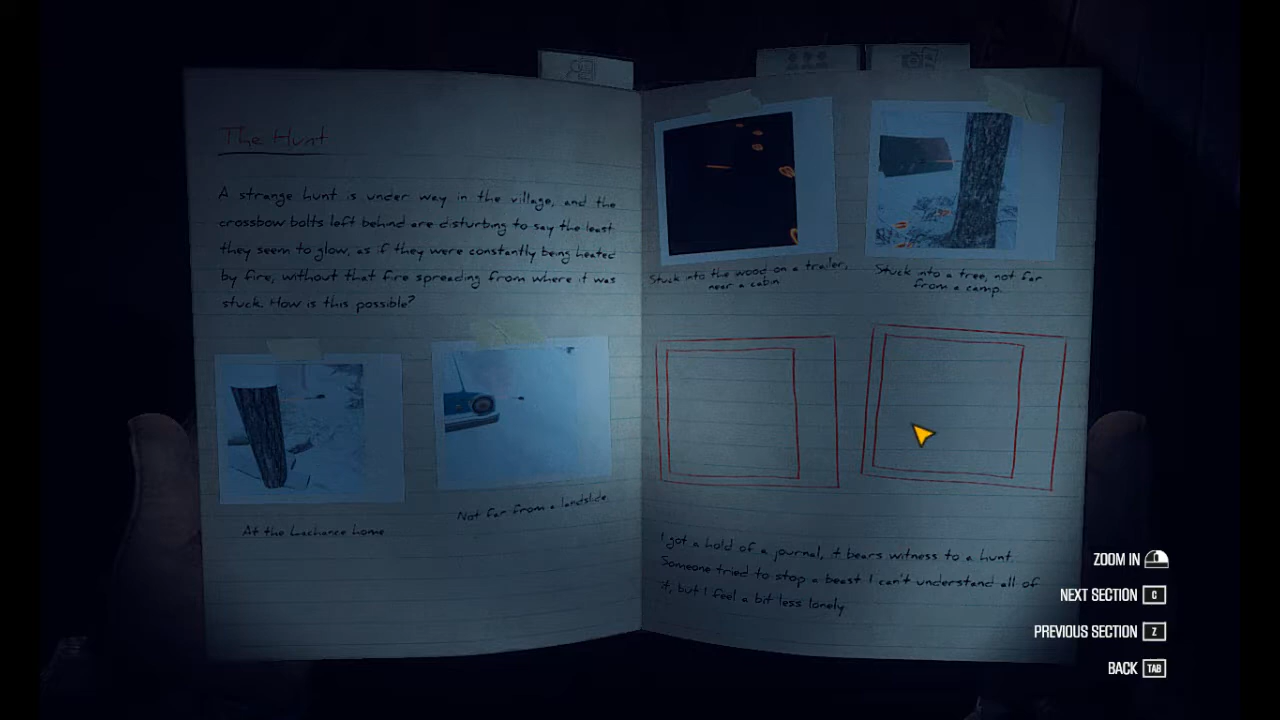 The Hunt
A strange hunt is under way in the village, and the
crossbow bolts left behind are disturbing to say the least
they seem to glow, as if they were constantly being heated
by fire, without that fire spreading from where it was
stuck. How is this possible?
At the Lachance home
Not far from a landslide
Stuck into the wood on a trailer,
near a cabin
Stuck into a tree, not far
from a camp.
I got a hold of a journal, it bears witness to a hunt.
Someone tried to stop a beast I can't understand all of
it, but I feel a bit less lonely
ZOOM IN
NEXT SECTION C
PREVIOUS SECTION Z
BACK TAB